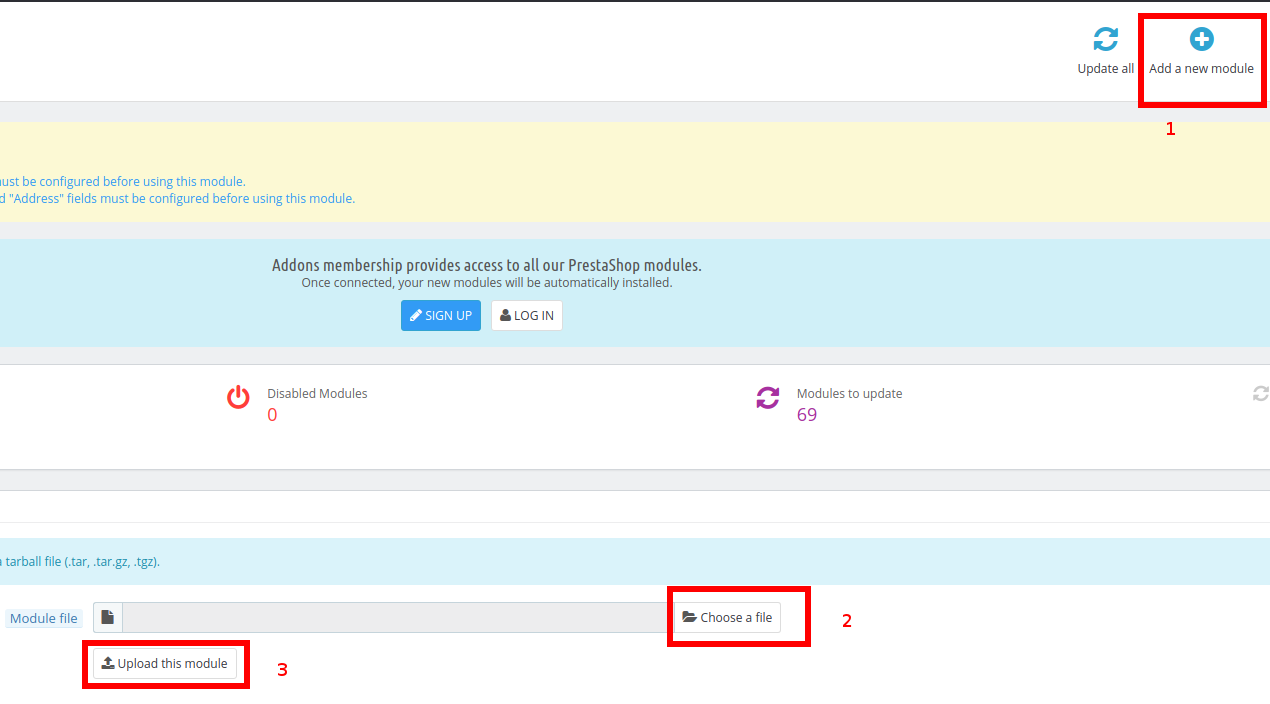 Update all
Add a new module
1
must be configured before using this module.
d "Address" fields must be configured before using this module.
Addons membership provides access to all our PrestaShop modules.
Once connected, your new modules will be automatically installed.
SIGN UP
LOG IN
Disabled Modules
0
Modules to update
69
a tarball file (.tar, .tar.gz, .tgz).
Module file
Choose a file
2
Upload this module
3